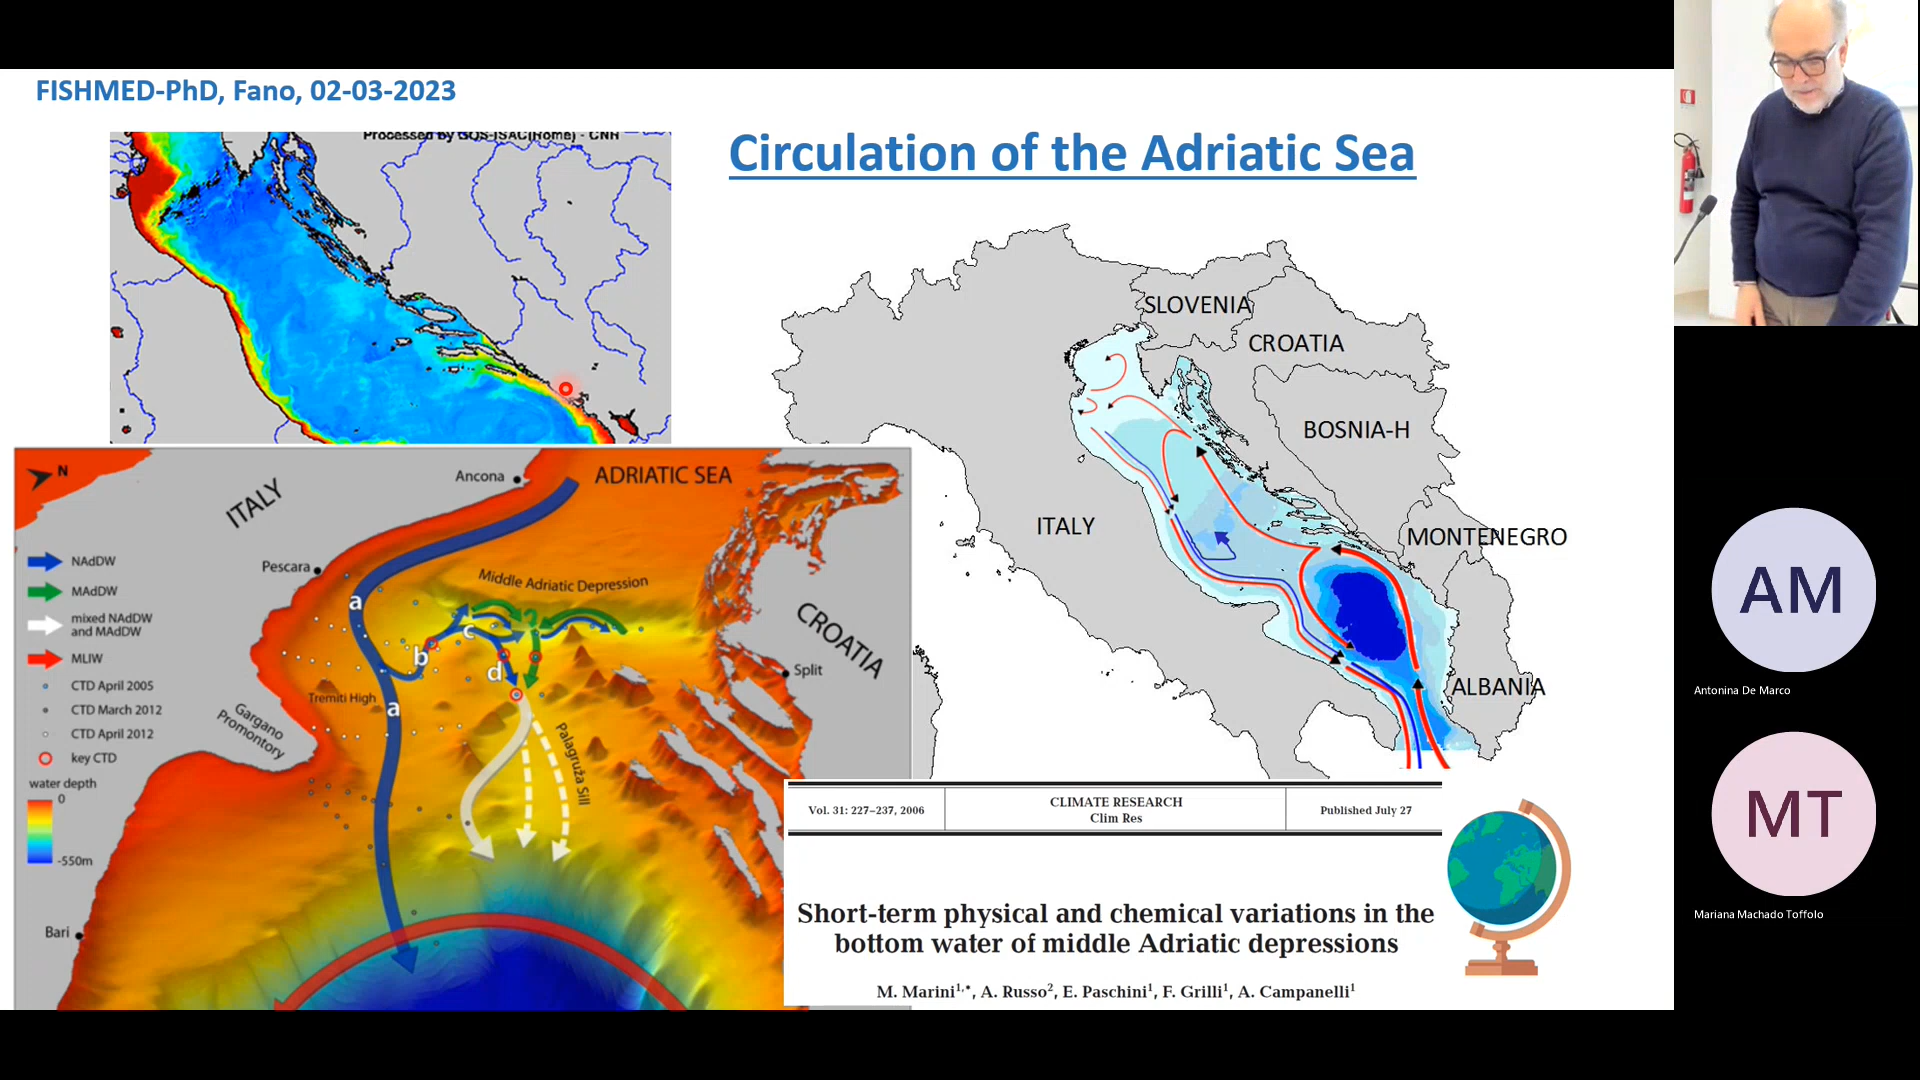 FISHMED-PhD, Fano, 02-03-2023
Processed by GOS-ISAC(Rome) - CNR
Circulation of the Adriatic Sea
SLOVENIA
CROATIA
BOSNIA-H
ITALY
MONTENEGRO
ALBANIA
N
ITALY
Ancona
ADRIATIC SEA
Pescara
Middle Adriatic Depression
CROATIA
Split
NAdDW
MAdDW
mixed NAdDW
and MAdDW
MLIW
CTD April 2005
CTD March 2012
CTD April 2012
key CTD
water depth
0
-550m
a
b
c
d
a
Tremiti High
Gargano
Promontory
Palagruža Sill
Bari
Vol. 31: 227–237, 2006
CLIMATE RESEARCH
Clim Res
Published July 27
Short-term physical and chemical variations in the
bottom water of middle Adriatic depressions
M. Marini1,*, A. Russo2, E. Paschini1, F. Grilli1, A. Campanelli1
AM
Antonina De Marco
MT
Mariana Machado Toffolo